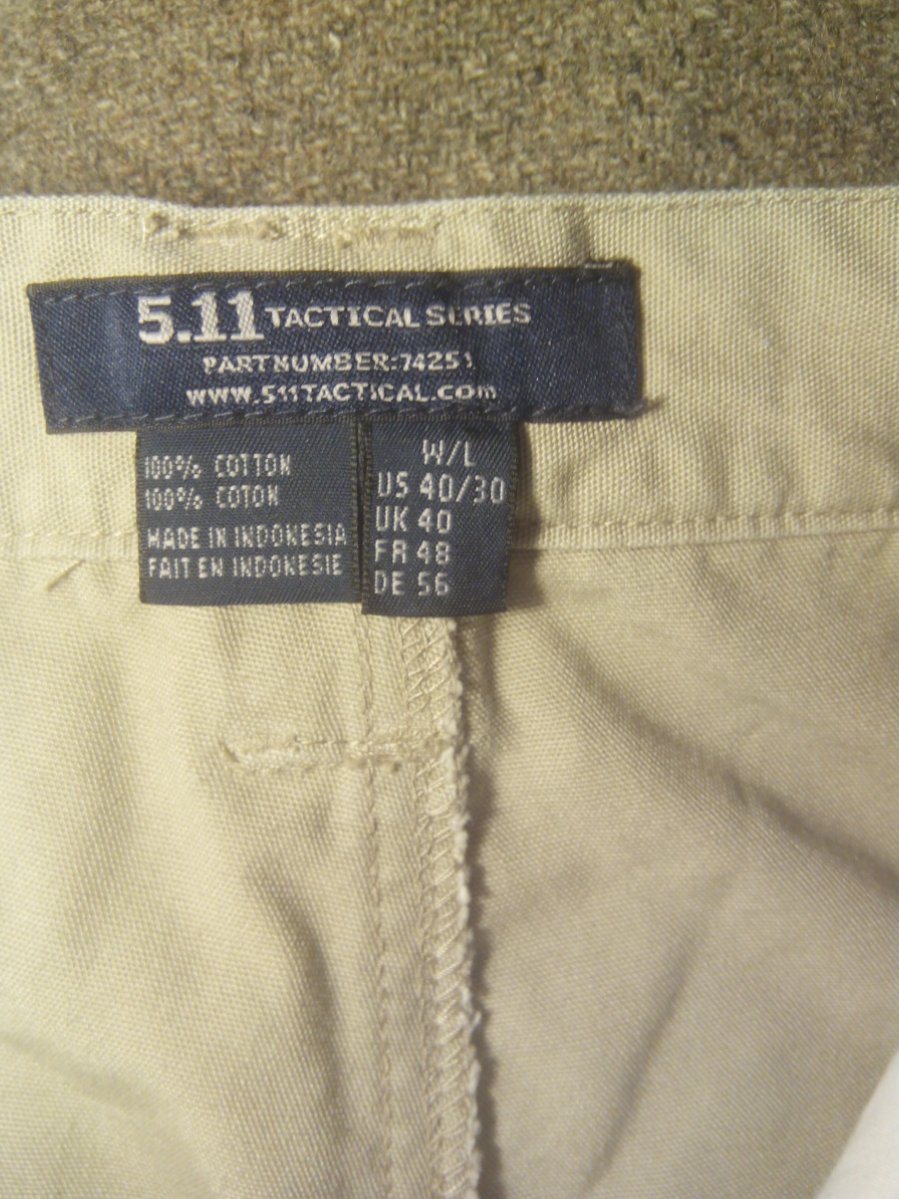 5.11 TACTICAL SERIES
PART NUMBER: 74251
WWW.511TACTICAL.com
100% COTTON
100% COTON
MADE IN INDONESIA
FAIT EN INDONESIE
W/L
US 40/30
UK 40
FR 48
DE 56